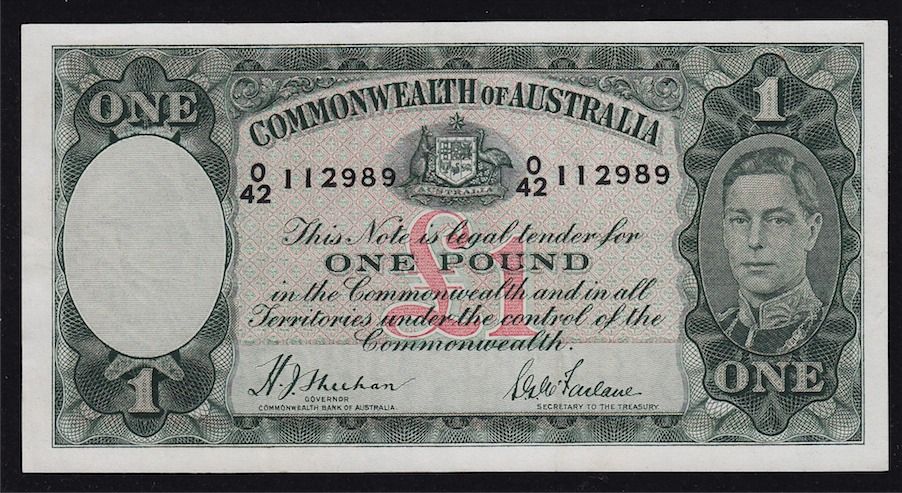 ONE
1
COMMONWEALTH OF AUSTRALIA
0/42 112989
AUSTRALIA
0/42 112989
This Note is legal tender for
ONE POUND
£1
in the Commonwealth and in all
Territories under the control of the
Commonwealth.
H. J. Sheehan
GOVERNOR
COMMONWEALTH BANK OF AUSTRALIA
S G McFarlane
SECRETARY TO THE TREASURY
1
ONE